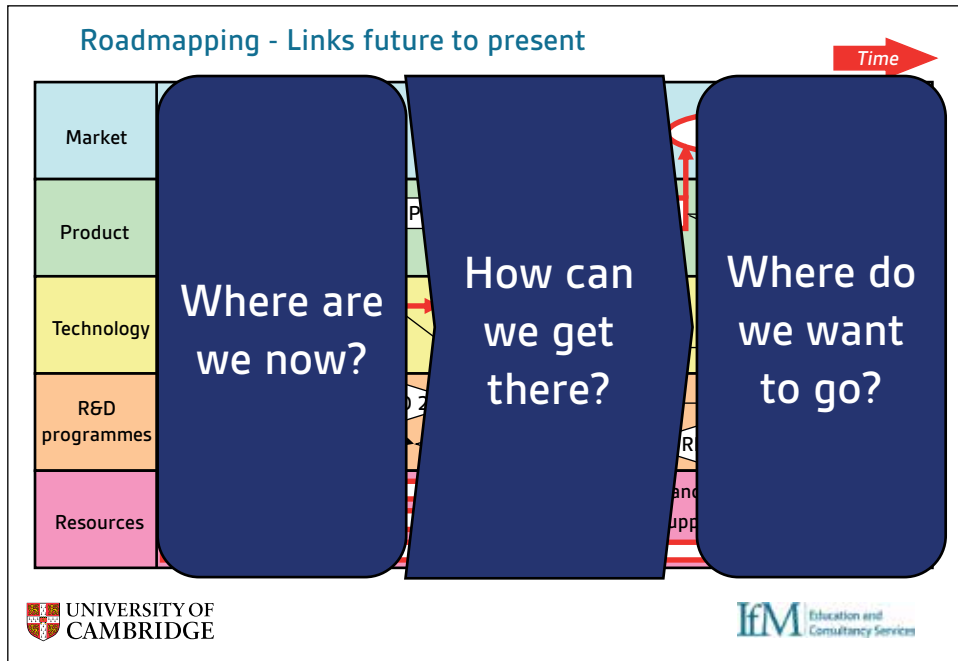 Roadmapping - Links future to present
Time
Market
Product
Technology
R&D
programmes
Resources
Where are
we now?
How can
we get
there?
Where do
we want
to go?
UNIVERSITY OF
CAMBRIDGE
IfM Education and
Consultancy Services